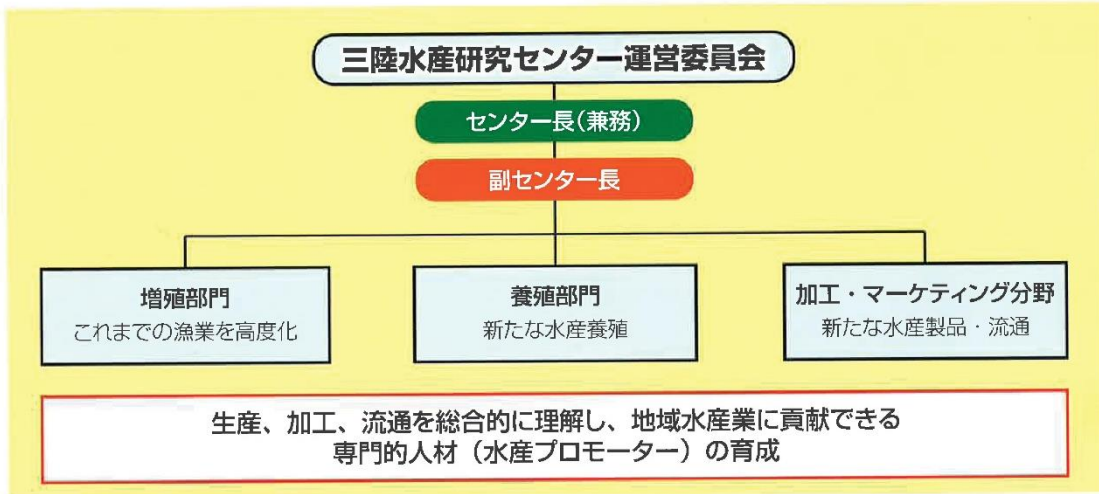 三陸水産研究センター運営委員会
センター長(兼務)
副センター長
増殖部門
これまでの漁業を高度化
養殖部門
新たな水産養殖
加工・マーケティング分野
新たな水産製品・流通
生産、加工、流通を総合的に理解し、地域水産業に貢献できる
専門的人材（水産プロモーター）の育成